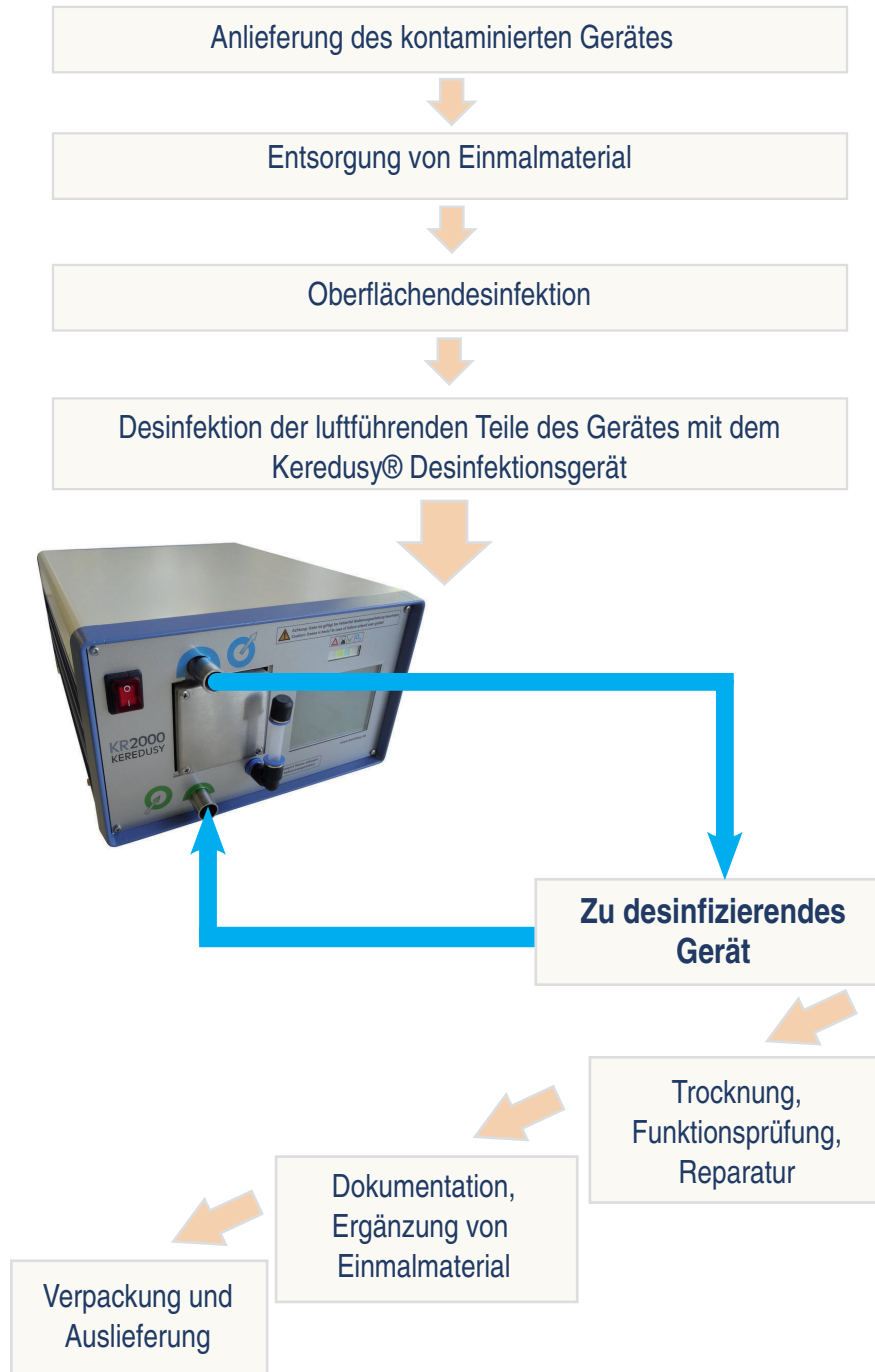 Anlieferung des kontaminierten Gerätes
Entsorgung von Einmalmaterial
Oberflächendesinfektion
Desinfektion der luftführenden Teile des Gerätes mit dem
Keredusy® Desinfektionsgerät
KR2000
KEREDUSY
Zu desinfizierendes
Gerät
Trocknung,
Funktionsprüfung,
Reparatur
Dokumentation,
Ergänzung von
Einmalmaterial
Verpackung und
Auslieferung